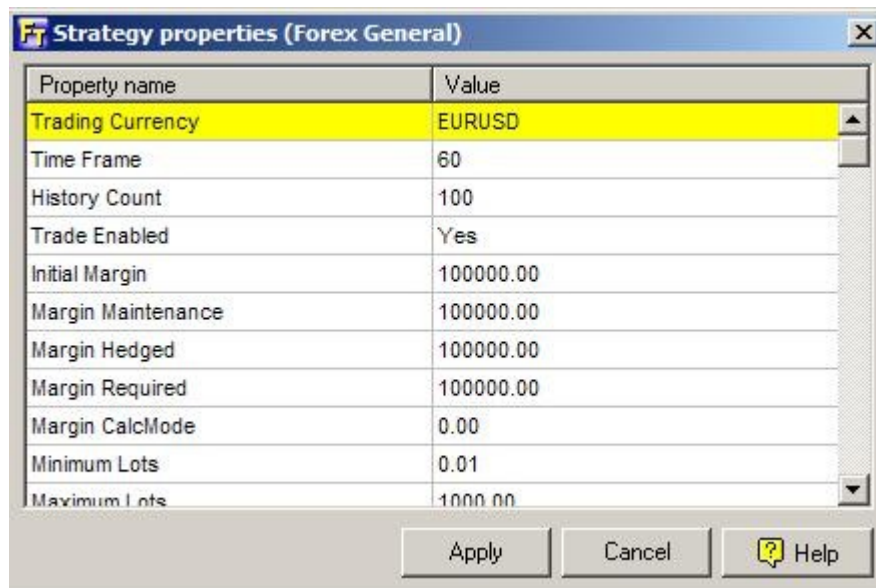 FT Strategy properties (Forex General)
Property name Value
Trading Currency EURUSD
Time Frame 60
History Count 100
Trade Enabled Yes
Initial Margin 100000.00
Margin Maintenance 100000.00
Margin Hedged 100000.00
Margin Required 100000.00
Margin CalcMode 0.00
Minimum Lots 0.01
Maximum Lots 1000.00
Apply Cancel ? Help